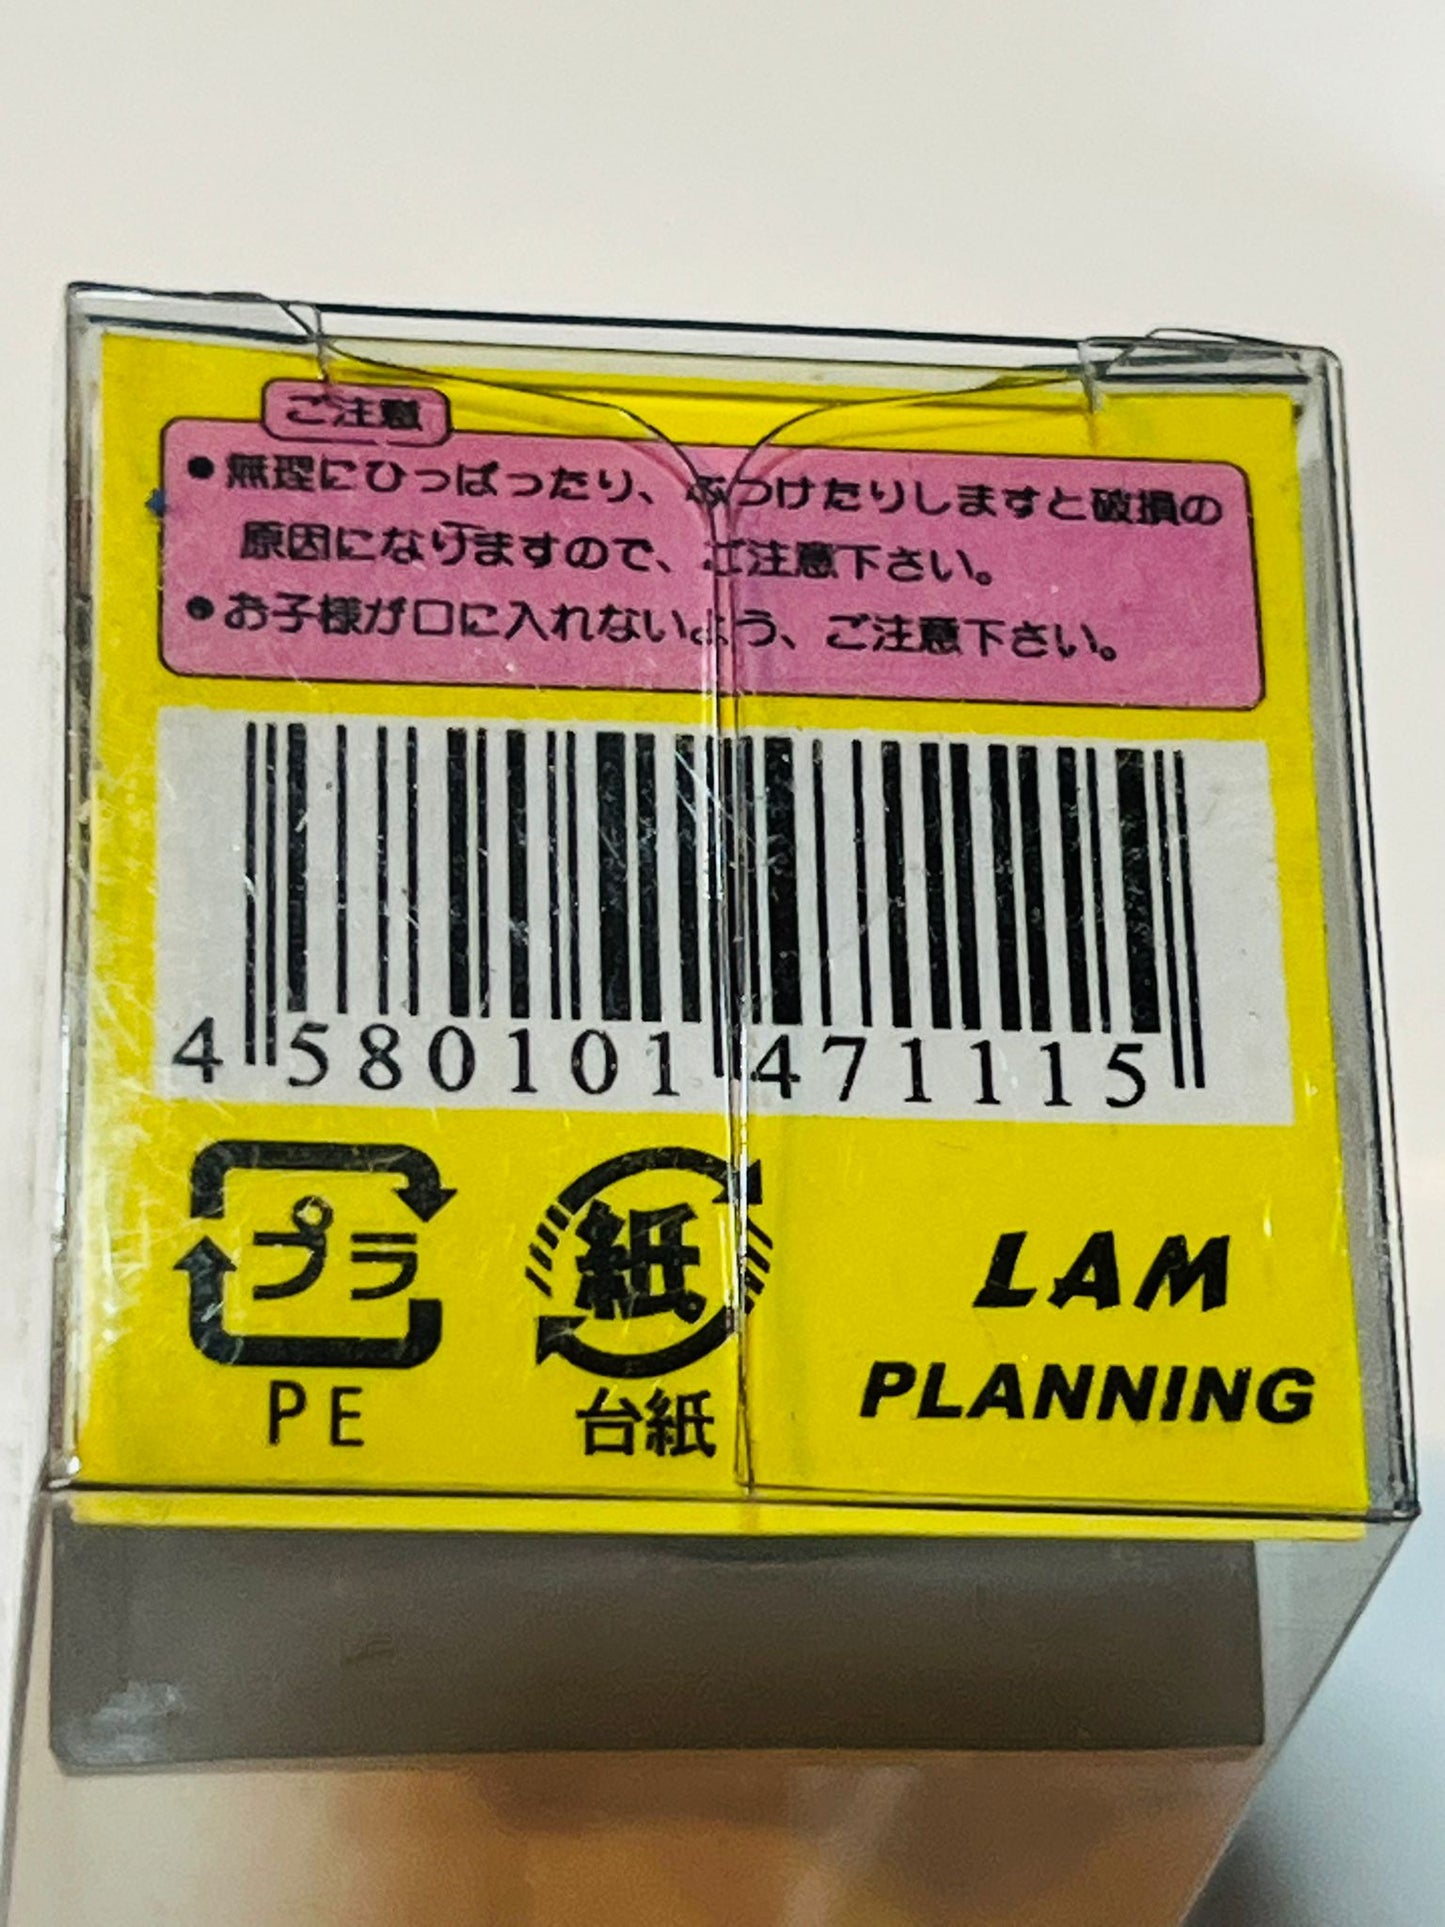 ご注意
●無理にひっぱったり、ぶつけたりしますと破損の
原因になりますので、ご注意下さい。
●お子様が口に入れないよう、ご注意下さい。
4 580101 471115
プラ
PE
紙
台紙
LAM
PLANNING